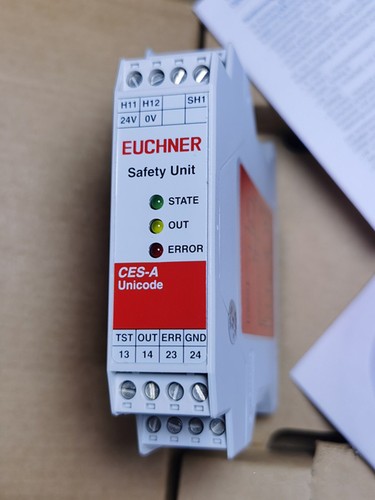 H11 H12 SH1
24V 0V
EUCHNER
Safety Unit
STATE
OUT
ERROR
CES-A
Unicode
TST OUT ERR GND
13 14 23 24